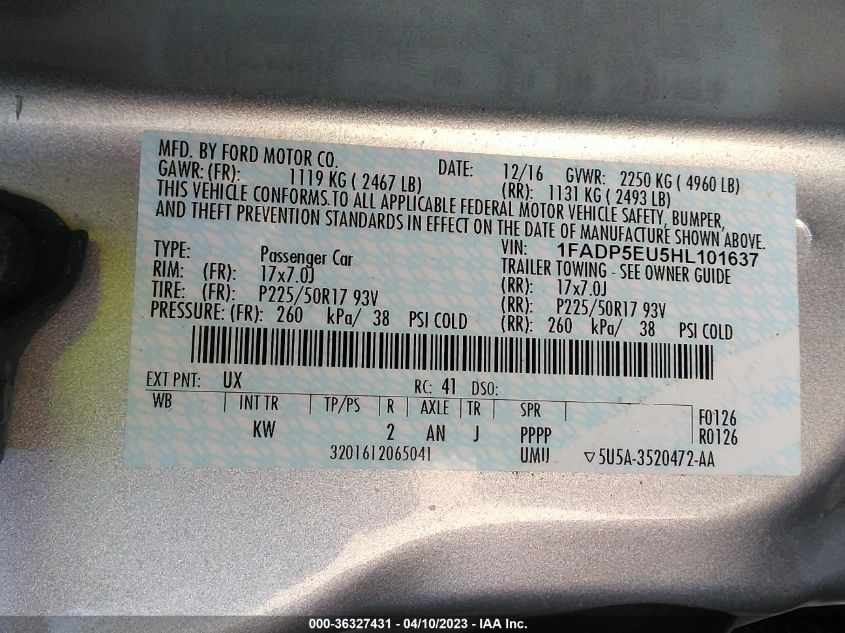 MFD. BY FORD MOTOR CO. DATE: 12/16 GVWR: 2250 KG ( 4960 LB)
GAWR: (FR): 1119 KG ( 2467 LB) (RR): 1131 KG ( 2493 LB)
THIS VEHICLE CONFORMS TO ALL APPLICABLE FEDERAL MOTOR VEHICLE SAFETY, BUMPER,
AND THEFT PREVENTION STANDARDS IN EFFECT ON THE DATE OF MANUFACTURE SHOWN ABOVE.
VIN: 1FADP5EU5HL101637
TYPE: Passenger Car TRAILER TOWING - SEE OWNER GUIDE
RIM: (FR): 17x7.0J (RR): 17x7.0J
TIRE: (FR): P225/50R17 93V (RR): P225/50R17 93V
PRESSURE: (FR): 260 kPa/ 38 PSI COLD (RR): 260 kPa/ 38 PSI COLD
EXT PNT: UX RC: 41 DSO:
WB INT TR TP/PS R AXLE TR SPR F0126
KW 2 AN J PPPP R0126
3201612065041 UMU ▽5U5A-3520472-AA
000-36327431 - 04/10/2023 - IAA Inc.